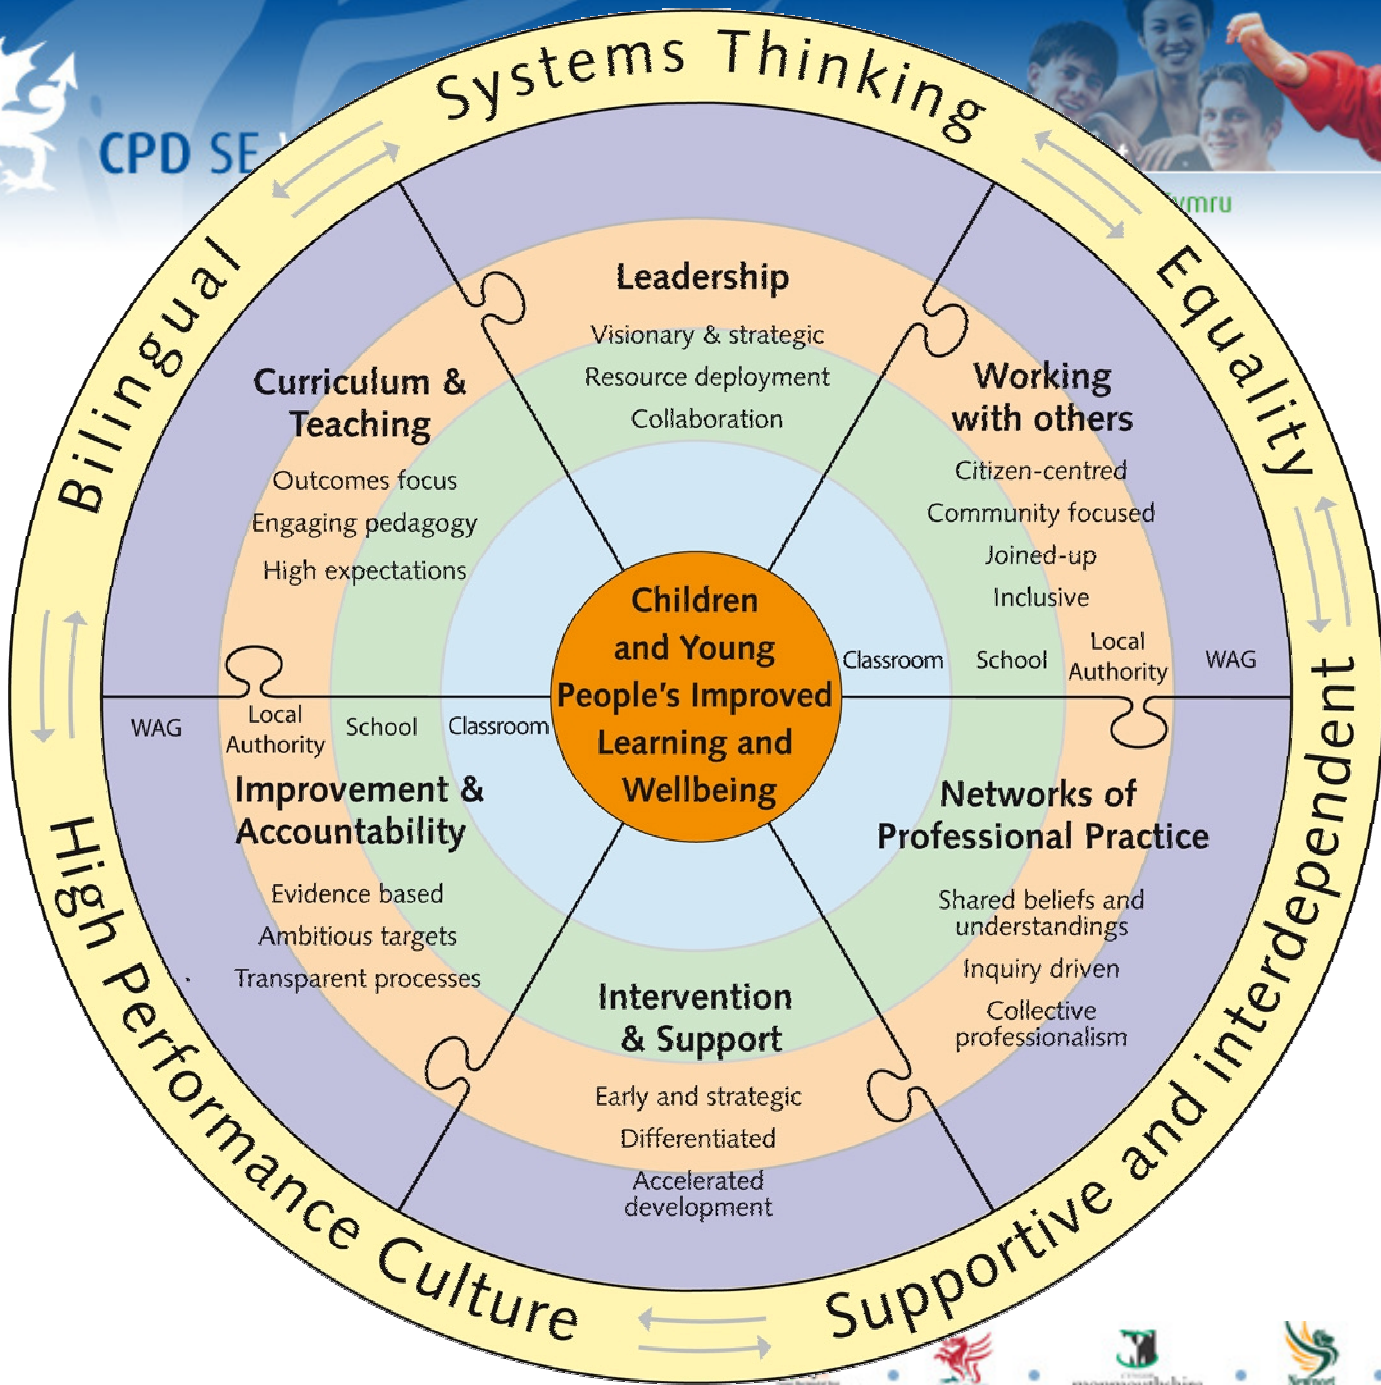 Systems Thinking
CPD SE
ymru
Equality
Bilingual
Leadership
Visionary & strategic
Resource deployment
Collaboration
Curriculum &
Teaching
Outcomes focus
Engaging pedagogy
High expectations
Working
with others
Citizen-centred
Community focused
Joined-up
Inclusive
Children
and Young
People's Improved
Learning and
Wellbeing
Classroom
School
Local
Authority
WAG
WAG
Local
Authority
School
Classroom
Improvement &
Accountability
Evidence based
Ambitious targets
Transparent processes
Networks of
Professional Practice
Shared beliefs and
understandings
Inquiry driven
Collective
professionalism
Intervention
& Support
Early and strategic
Differentiated
Accelerated
development
High Performance Culture
Supportive and interdependent
monmouthshire
Newport